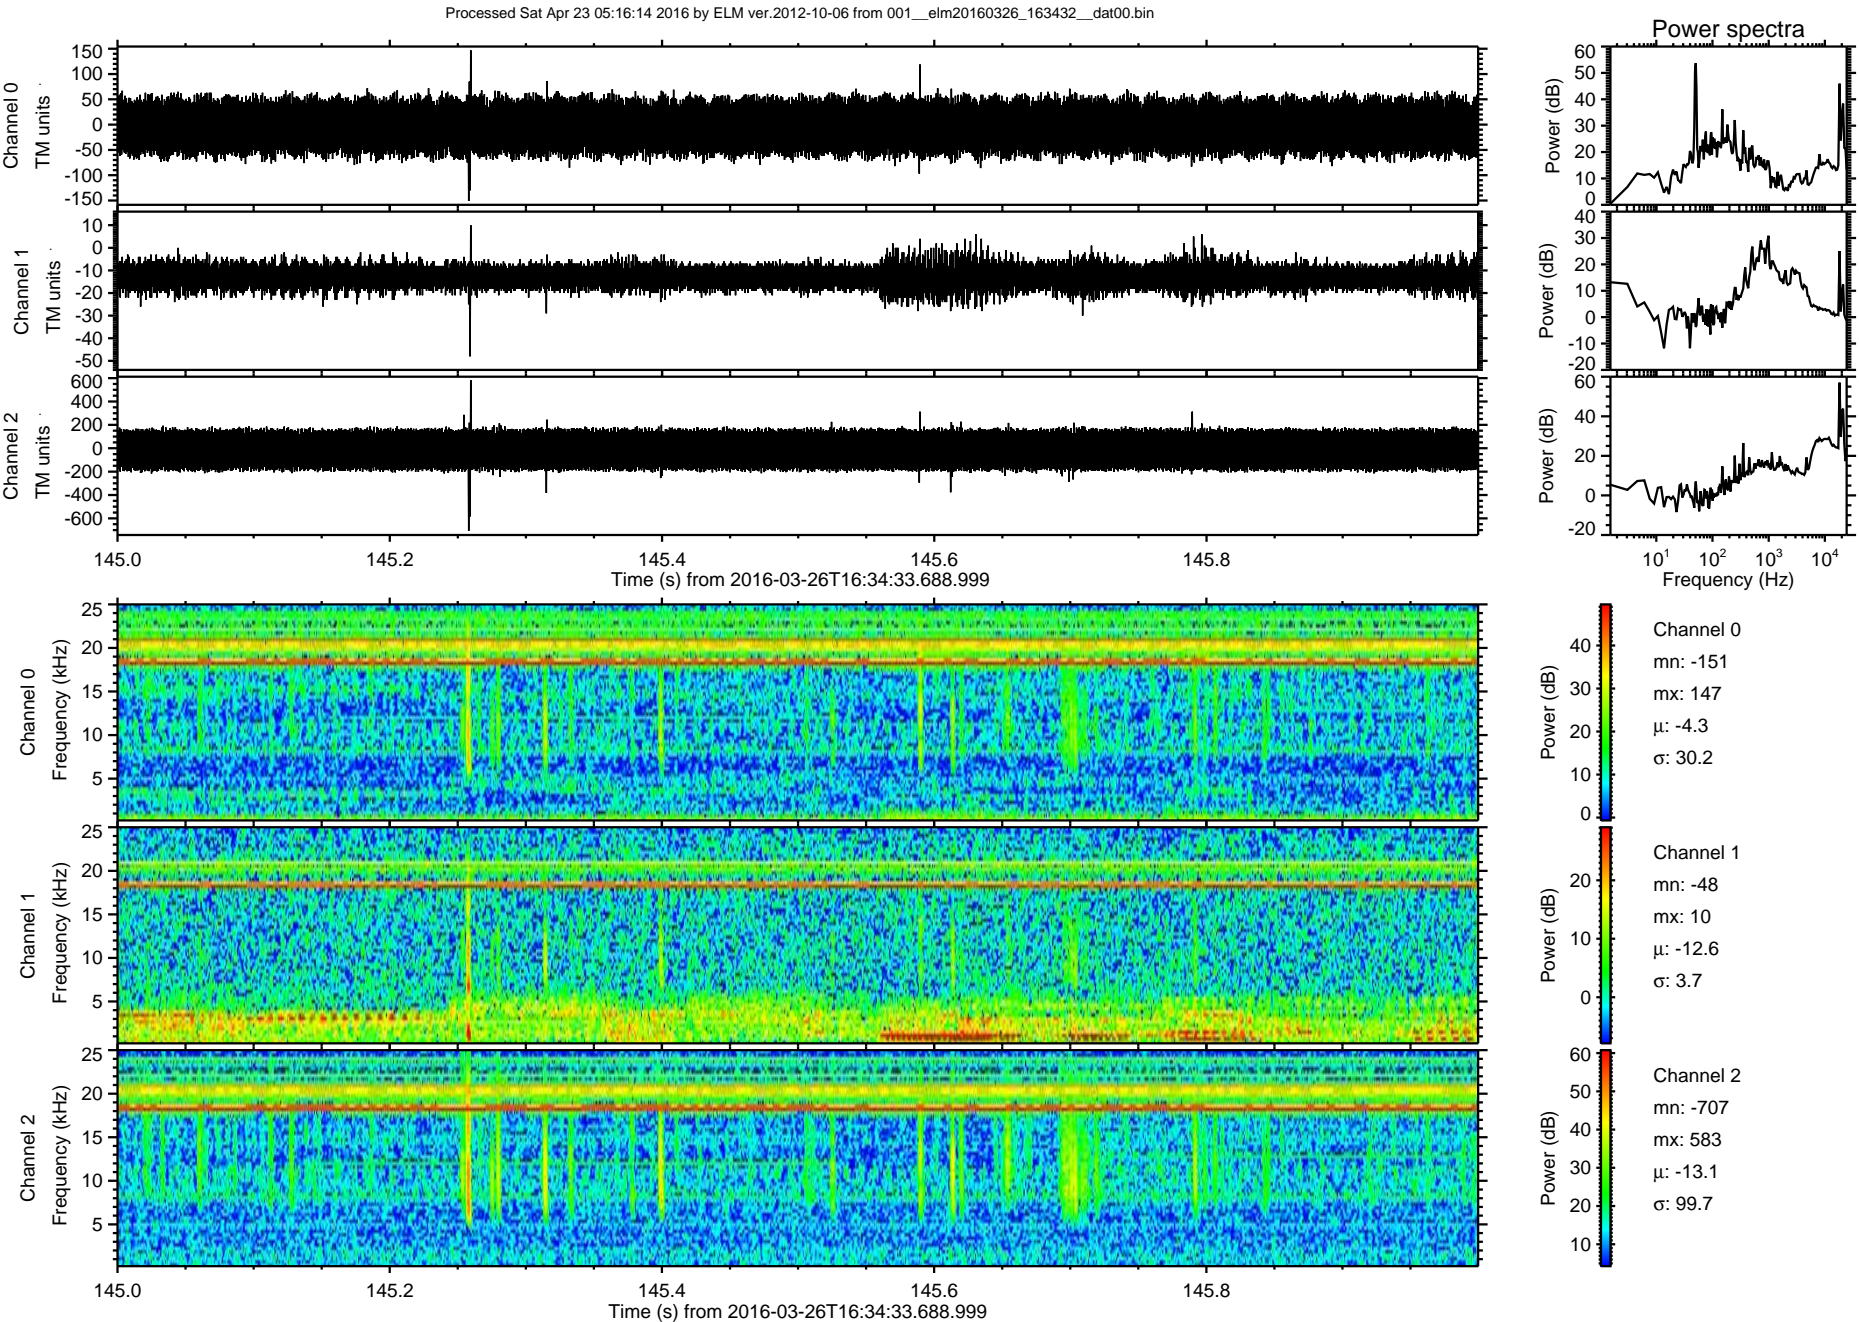 Processed Sat Apr 23 05:16:14 2016 by ELM ver.2012-10-06 from 001__elm20160326_163432__dat00.bin
Power spectra
Channel 0
TM units
150
100
50
0
-50
-100
-150
Power (dB)
60
50
40
30
20
10
0
Channel 1
TM units
10
0
-10
-20
-30
-40
-50
Power (dB)
40
30
20
10
0
-10
-20
Channel 2
TM units
600
400
200
0
-200
-400
-600
Power (dB)
60
40
20
0
-20
145.0 145.2 145.4 145.6 145.8
Time (s) from 2016-03-26T16:34:33.688.999
10^1 10^2 10^3 10^4
Frequency (Hz)
Channel 0
Frequency (kHz)
25
20
15
10
5
Power (dB)
40
30
20
10
0
Channel 0
mn: -151
mx: 147
µ: -4.3
σ: 30.2
Channel 1
Frequency (kHz)
25
20
15
10
5
Power (dB)
20
10
0
Channel 1
mn: -48
mx: 10
µ: -12.6
σ: 3.7
Channel 2
Frequency (kHz)
25
20
15
10
5
Power (dB)
60
50
40
30
20
10
Channel 2
mn: -707
mx: 583
µ: -13.1
σ: 99.7
145.0 145.2 145.4 145.6 145.8
Time (s) from 2016-03-26T16:34:33.688.999